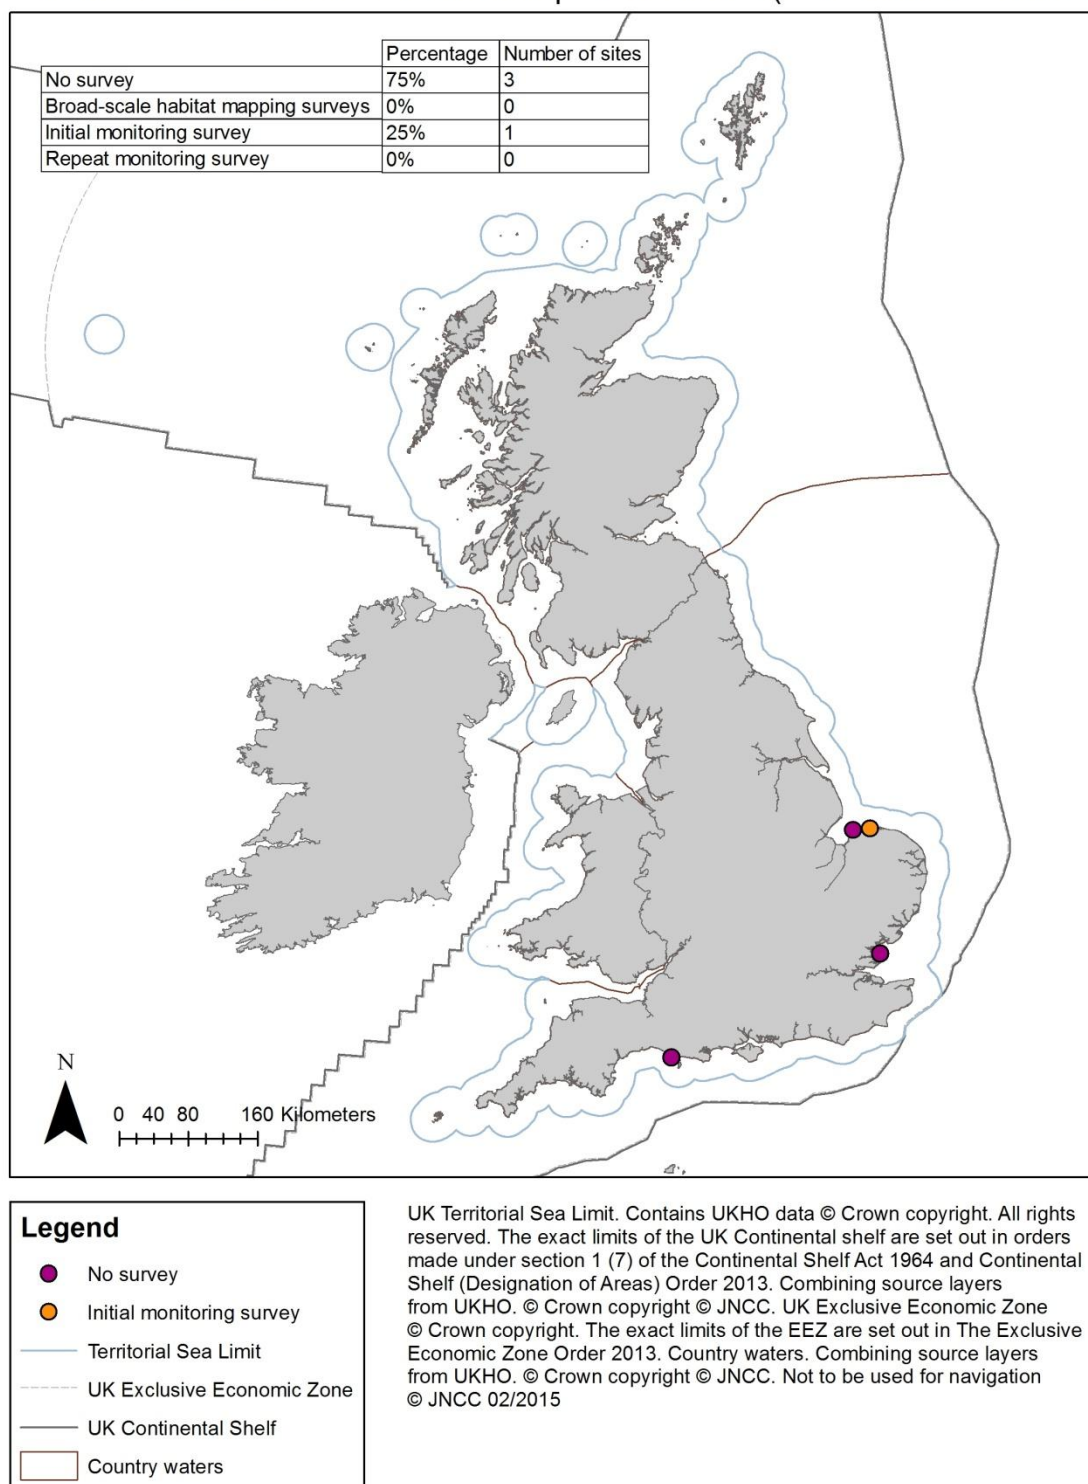 Percentage Number of sites
No survey 75% 3
Broad-scale habitat mapping surveys 0% 0
Initial monitoring survey 25% 1
Repeat monitoring survey 0% 0
N
0 40 80 160 Kilometers
Legend
No survey
Initial monitoring survey
Territorial Sea Limit
UK Exclusive Economic Zone
UK Continental Shelf
Country waters
UK Territorial Sea Limit. Contains UKHO data © Crown copyright. All rights
reserved. The exact limits of the UK Continental shelf are set out in orders
made under section 1 (7) of the Continental Shelf Act 1964 and Continental
Shelf (Designation of Areas) Order 2013. Combining source layers
from UKHO. © Crown copyright © JNCC. UK Exclusive Economic Zone
© Crown copyright. The exact limits of the EEZ are set out in The Exclusive
Economic Zone Order 2013. Country waters. Combining source layers
from UKHO. © Crown copyright © JNCC. Not to be used for navigation
© JNCC 02/2015